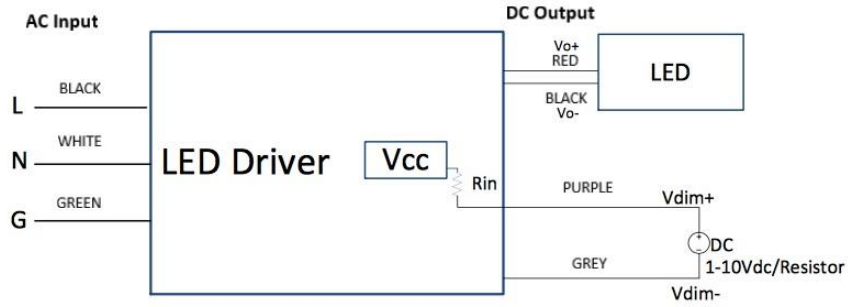 AC Input
DC Output
L
BLACK
N
WHITE
G
GREEN
LED Driver
Vcc
Rin
Vo+
RED
BLACK
Vo-
LED
PURPLE
Vdim+
DC
1-10Vdc/Resistor
GREY
Vdim-